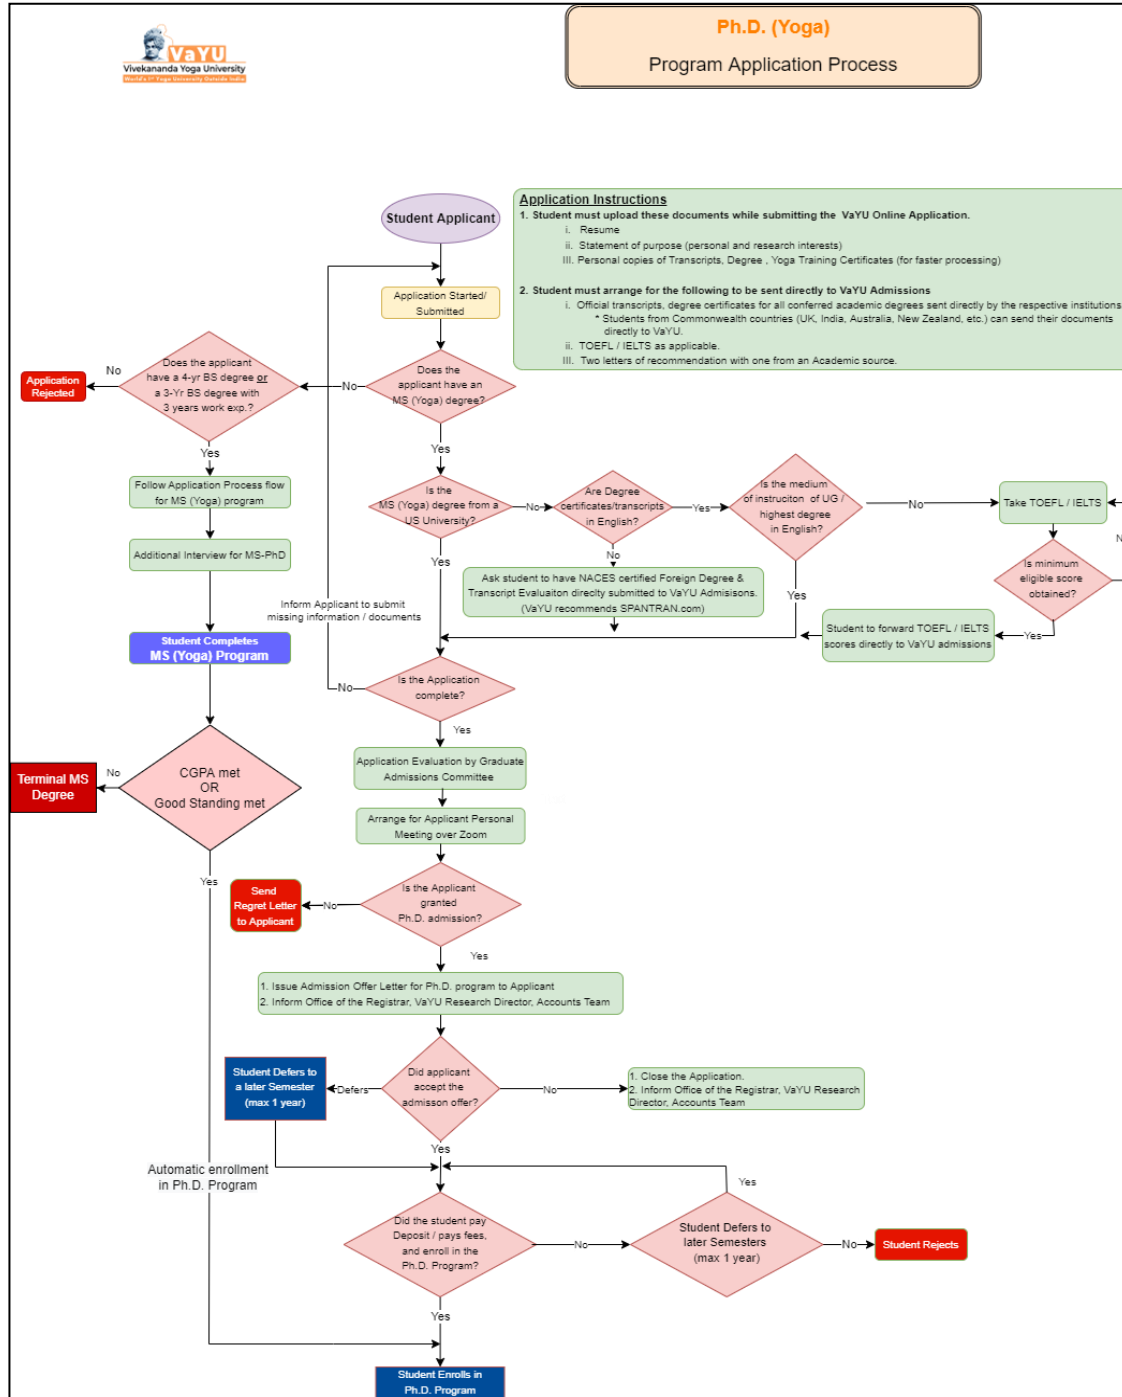 VaYU
Vivekananda Yoga University
World's 1st Yoga University Outside India
Ph.D. (Yoga)
Program Application Process
Application Instructions
1. Student must upload these documents while submitting the VaYU Online Application.
i. Resume
ii. Statement of purpose (personal and research interests)
III. Personal copies of Transcripts, Degree , Yoga Training Certificates (for faster processing)
2. Student must arrange for the following to be sent directly to VaYU Admissions
i. Official transcripts, degree certificates for all conferred academic degrees sent directly by the respective institutions
* Students from Commonwealth countries (UK, India, Australia, New Zealand, etc.) can send their documents
directly to VaYU.
ii. TOEFL / IELTS as applicable.
III. Two letters of recommendation with one from an Academic source.
Student Applicant
Application Started/
Submitted
Does the
applicant have an
MS (Yoga) degree?
No
Does the applicant
have a 4-yr BS degree or
a 3-Yr BS degree with
3 years work exp.?
No
Application
Rejected
Yes
Follow Application Process flow
for MS (Yoga) program
Additional Interview for MS-PhD
Student Completes
MS (Yoga) Program
CGPA met
OR
Good Standing met
No
Terminal MS
Degree
Yes
Automatic enrollment
in Ph.D. Program
Yes
Is the
MS (Yoga) degree from a
US University?
No
Are Degree
certificates/transcripts
in English?
Yes
Is the medium
of instruciton of UG /
highest degree
in English?
No
Take TOEFL / IELTS
N
Is minimum
eligible score
obtained?
Yes
Student to forward TOEFL / IELTS
scores directly to VaYU admissions
Yes
No
Ask student to have NACES certified Foreign Degree &
Transcript Evaluaiton direclty submitted to VaYU Admisisons.
(VaYU recommends SPANTRAN.com)
Yes
Inform Applicant to submit
missing information / documents
Is the Application
complete?
No
Yes
Application Evaluation by Graduate
Admissions Committee
Arrange for Applicant Personal
Meeting over Zoom
Is the Applicant
granted
Ph.D. admission?
No
Send
Regret Letter
to Applicant
Yes
1. Issue Admission Offer Letter for Ph.D. program to Applicant
2. Inform Office of the Registrar, VaYU Research Director, Accounts Team
Did applicant
accept the
admisson offer?
Defers
Student Defers to
a later Semester
(max 1 year)
No
1. Close the Application.
2. Inform Office of the Registrar, VaYU Research
Director, Accounts Team
Yes
Did the student pay
Deposit / pays fees,
and enroll in the
Ph.D. Program?
No
Student Defers to
later Semesters
(max 1 year)
Yes
No
Student Rejects
Yes
Student Enrolls in
Ph.D. Program